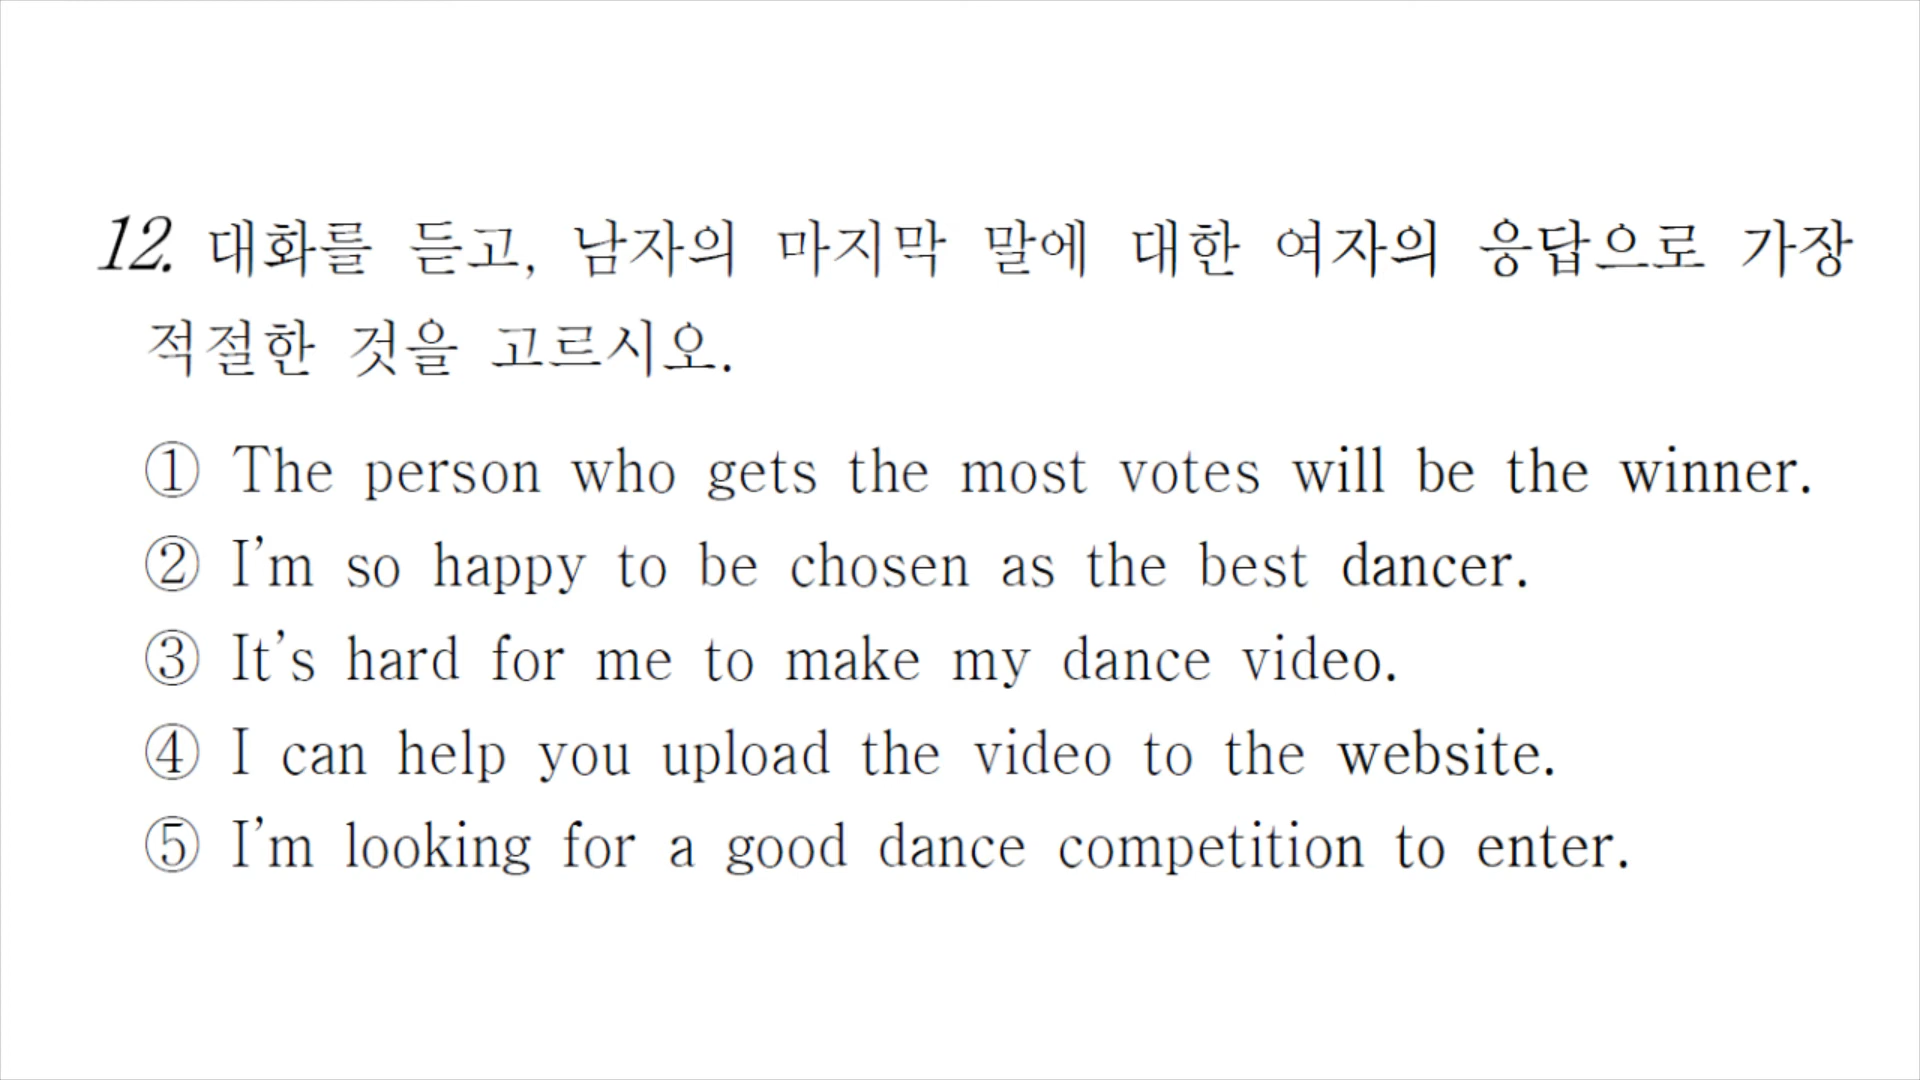 12. 대화를 듣고, 남자의 마지막 말에 대한 여자의 응답으로 가장
적절한 것을 고르시오.
① The person who gets the most votes will be the winner.
② I'm so happy to be chosen as the best dancer.
③ It's hard for me to make my dance video.
④ I can help you upload the video to the website.
⑤ I'm looking for a good dance competition to enter.